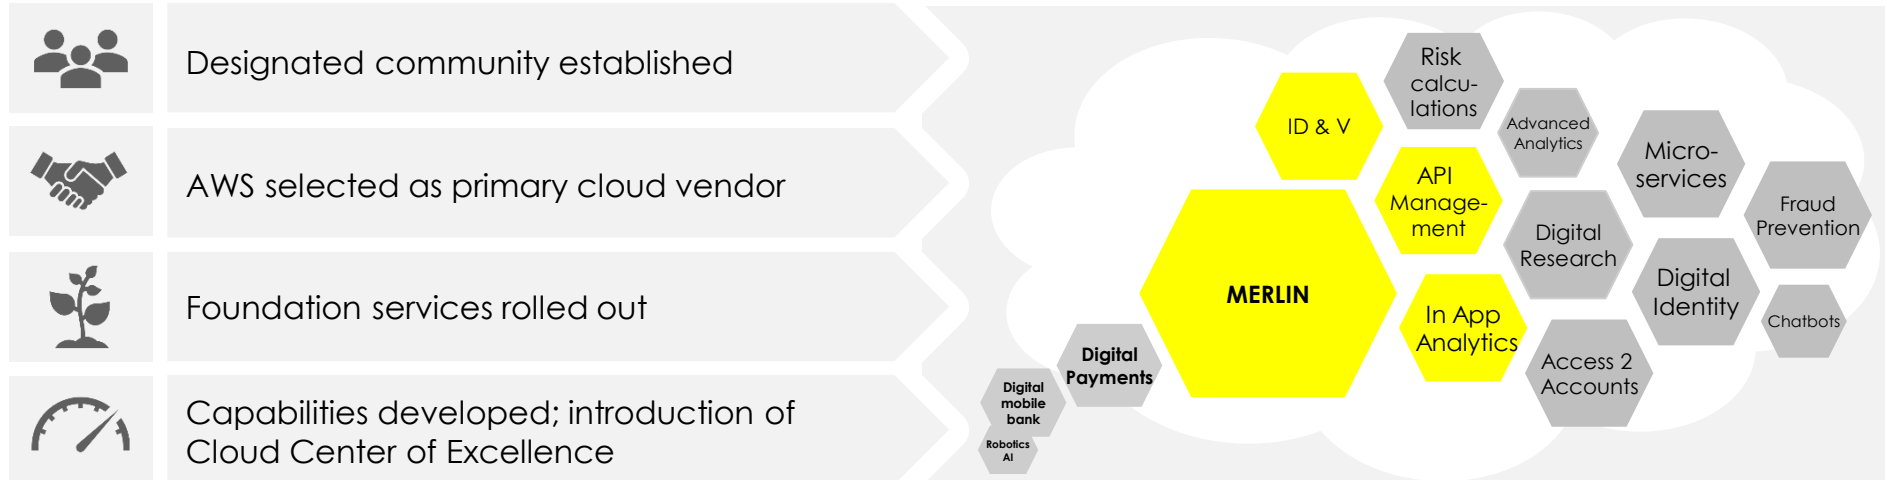 Designated community established
AWS selected as primary cloud vendor
Foundation services rolled out
Capabilities developed; introduction of
Cloud Center of Excellence
Risk
calcu-
lations
ID & V
Advanced
Analytics
Micro-
services
API
Manage-
ment
Fraud
Prevention
Digital
Research
MERLIN
Digital
Identity
In App
Analytics
Chatbots
Access 2
Accounts
Digital
Payments
Digital
mobile
bank
Robotics
AI